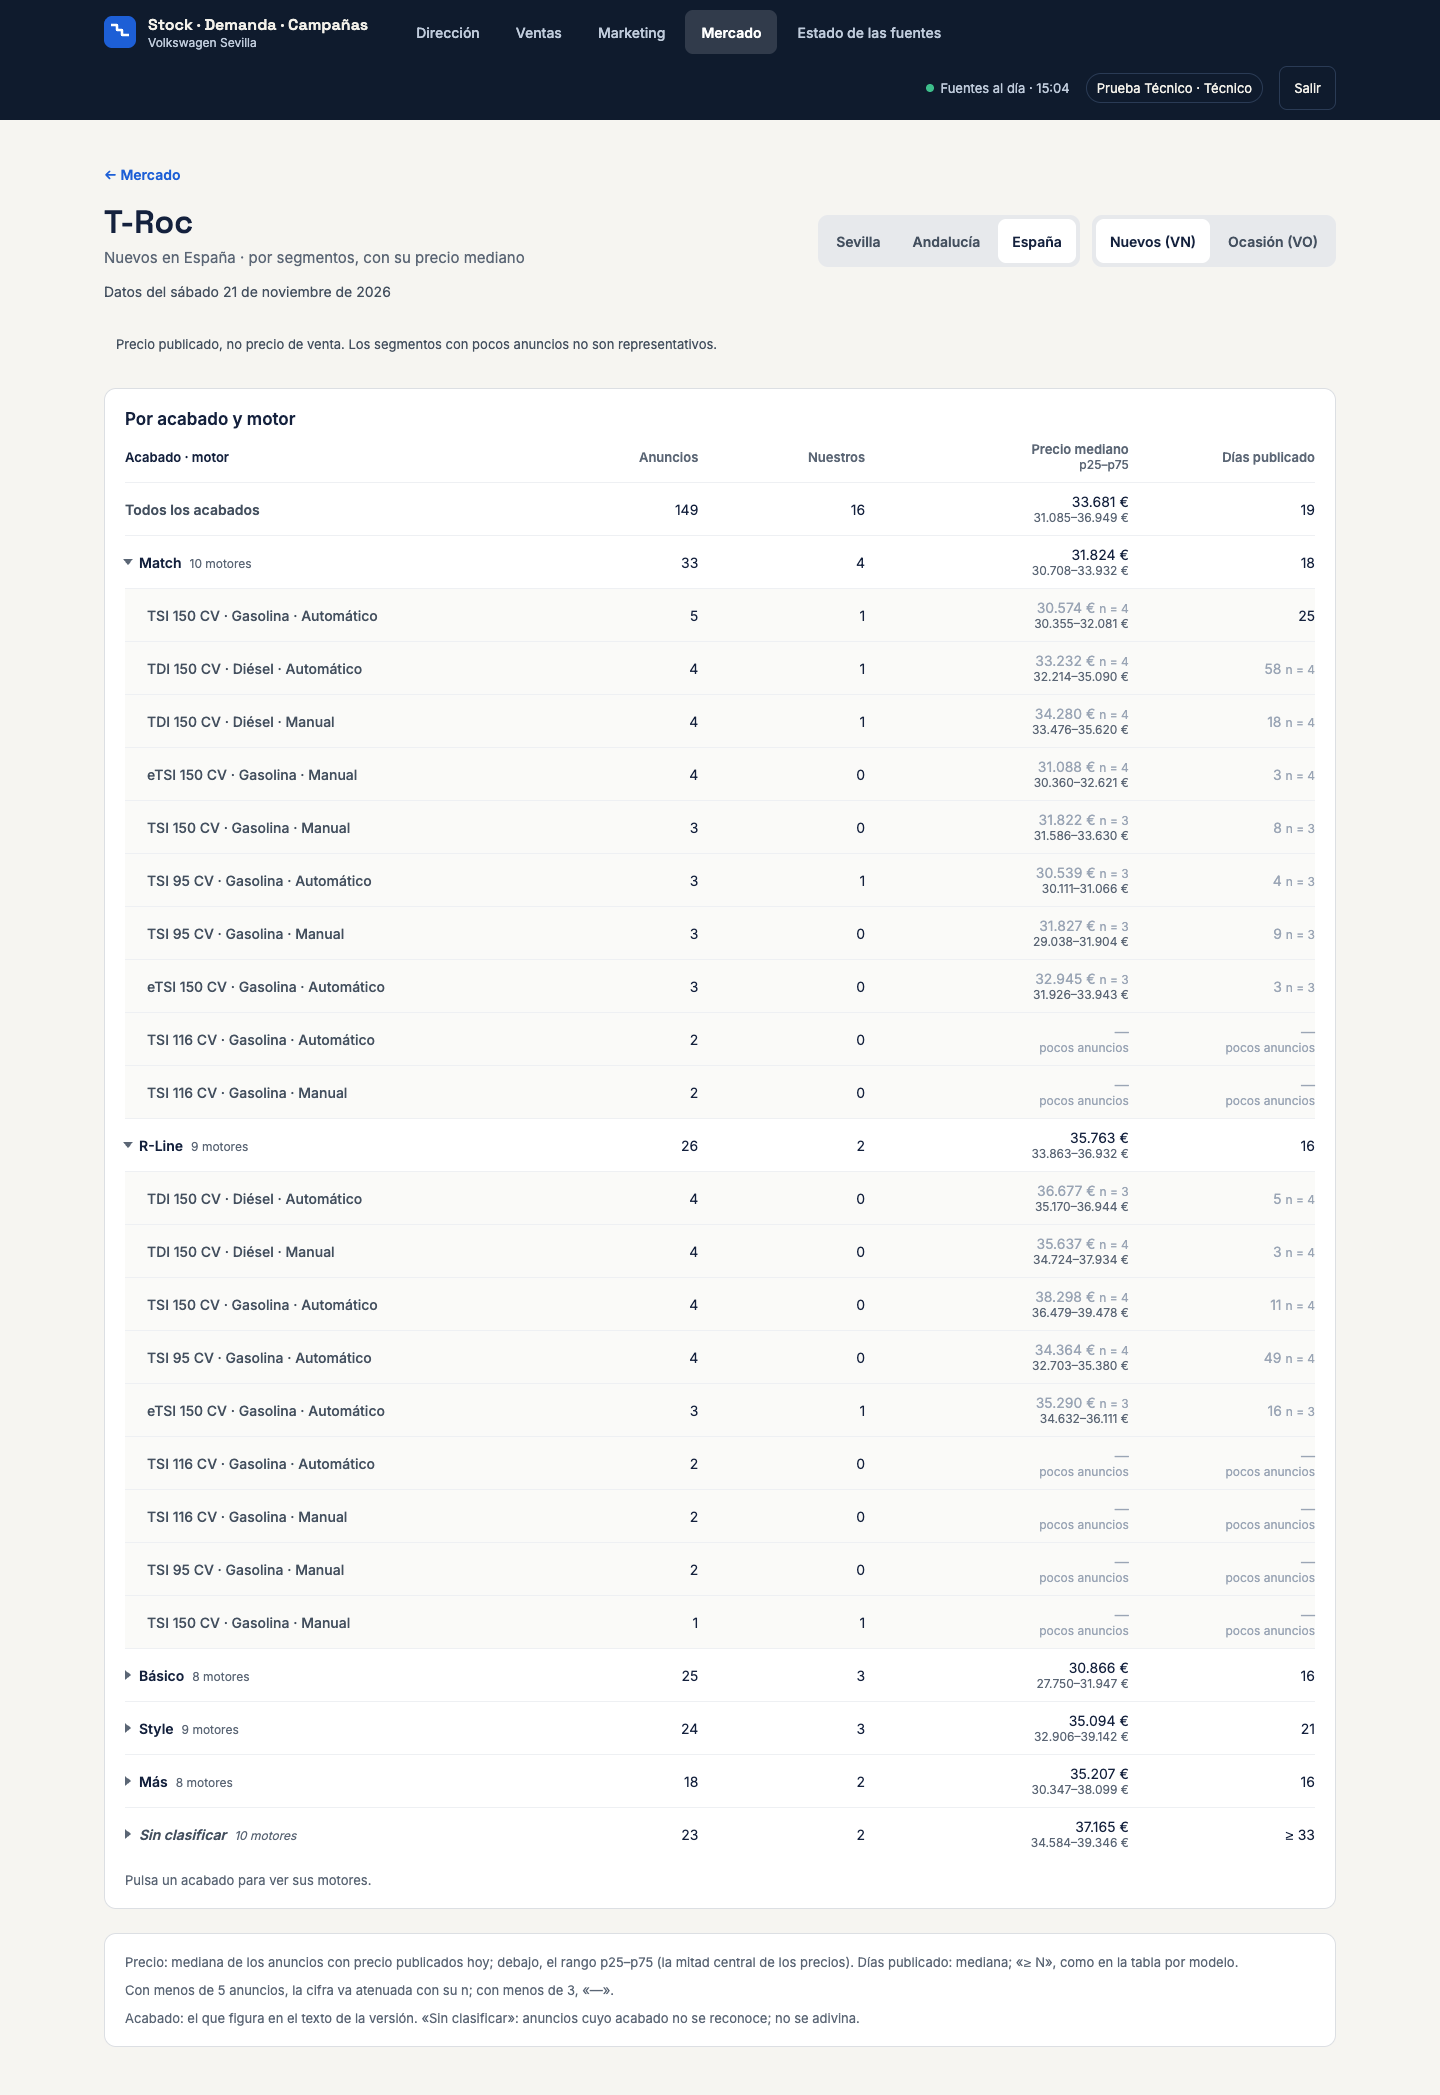 Stock · Demanda · Campañas
Volkswagen Sevilla
Dirección
Ventas
Marketing
Mercado
Estado de las fuentes
Fuentes al día · 15:04
Prueba Técnico · Técnico
Salir
← Mercado
T-Roc
Nuevos en España · por segmentos, con su precio mediano
Datos del sábado 21 de noviembre de 2026
Sevilla
Andalucía
España
Nuevos (VN)
Ocasión (VO)
Precio publicado, no precio de venta. Los segmentos con pocos anuncios no son representativos.
Por acabado y motor
Acabado · motor Anuncios Nuestros Precio mediano Días publicado
p25–p75
Todos los acabados 149 16 33.681 € 19
31.085–36.949 €
Match 10 motores 33 4 31.824 € 18
30.708–33.932 €
TSI 150 CV · Gasolina · Automático 5 1 30.574 € n = 4 25
30.355–32.081 €
TDI 150 CV · Diésel · Automático 4 1 33.232 € n = 4 58 n = 4
32.214–35.090 €
TDI 150 CV · Diésel · Manual 4 1 34.280 € n = 4 18 n = 4
33.476–35.620 €
eTSI 150 CV · Gasolina · Manual 4 0 31.088 € n = 4 3 n = 4
30.360–32.621 €
TSI 150 CV · Gasolina · Manual 3 0 31.822 € n = 3 8 n = 3
31.586–33.630 €
TSI 95 CV · Gasolina · Automático 3 1 30.539 € n = 3 4 n = 3
30.111–31.066 €
TSI 95 CV · Gasolina · Manual 3 0 31.827 € n = 3 9 n = 3
29.038–31.904 €
eTSI 150 CV · Gasolina · Automático 3 0 32.945 € n = 3 3 n = 3
31.926–33.943 €
TSI 116 CV · Gasolina · Automático 2 0 — —
pocos anuncios pocos anuncios
TSI 116 CV · Gasolina · Manual 2 0 — —
pocos anuncios pocos anuncios
R-Line 9 motores 26 2 35.763 € 16
33.863–36.932 €
TDI 150 CV · Diésel · Automático 4 0 36.677 € n = 3 5 n = 4
35.170–36.944 €
TDI 150 CV · Diésel · Manual 4 0 35.637 € n = 4 3 n = 4
34.724–37.934 €
TSI 150 CV · Gasolina · Automático 4 0 38.298 € n = 4 11 n = 4
36.479–39.478 €
TSI 95 CV · Gasolina · Automático 4 0 34.364 € n = 4 49 n = 4
32.703–35.380 €
eTSI 150 CV · Gasolina · Automático 3 1 35.290 € n = 3 16 n = 3
34.632–36.111 €
TSI 116 CV · Gasolina · Automático 2 0 — —
pocos anuncios pocos anuncios
TSI 116 CV · Gasolina · Manual 2 0 — —
pocos anuncios pocos anuncios
TSI 95 CV · Gasolina · Manual 2 0 — —
pocos anuncios pocos anuncios
TSI 150 CV · Gasolina · Manual 1 1 — —
pocos anuncios pocos anuncios
Básico 8 motores 25 3 30.866 € 16
27.750–31.947 €
Style 9 motores 24 3 35.094 € 21
32.906–39.142 €
Más 8 motores 18 2 35.207 € 16
30.347–38.099 €
Sin clasificar 10 motores 23 2 37.165 € ≥ 33
34.584–39.346 €
Pulsa un acabado para ver sus motores.
Precio: mediana de los anuncios con precio publicados hoy; debajo, el rango p25–p75 (la mitad central de los precios). Días publicado: mediana; «≥ N», como en la tabla por modelo.
Con menos de 5 anuncios, la cifra va atenuada con su n; con menos de 3, «—».
Acabado: el que figura en el texto de la versión. «Sin clasificar»: anuncios cuyo acabado no se reconoce; no se adivina.